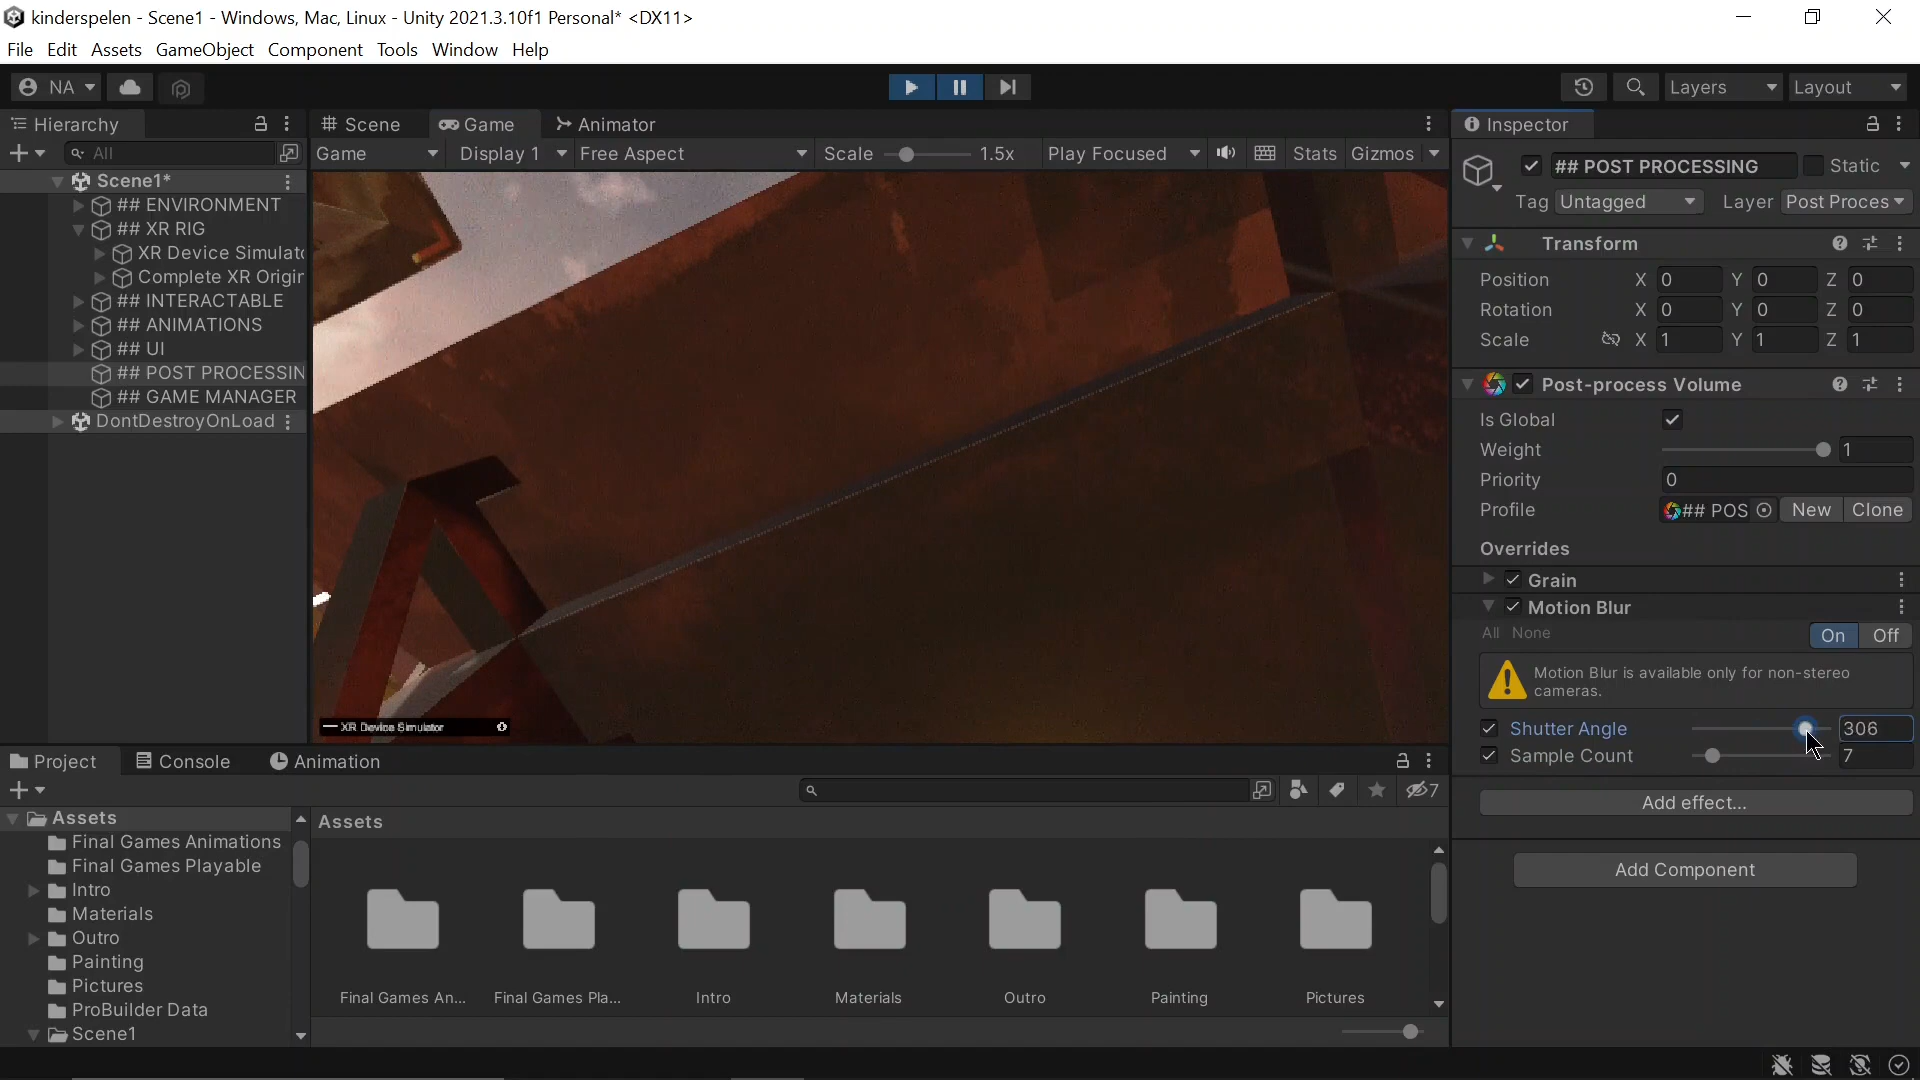 kinderspelen - Scene1 - Windows, Mac, Linux - Unity 2021.3.10f1 Personal* <DX11>
File Edit Assets GameObject Component Tools Window Help
NA Layers Layout
Hierarchy
All
Scene1*
## ENVIRONMENT
## XR RIG
XR Device Simulato
Complete XR Origin
## INTERACTABLE
## ANIMATIONS
## UI
## POST PROCESSIN
## GAME MANAGER
DontDestroyOnLoad
Scene Game Animator
Game Display 1 Free Aspect Scale 1.5x Play Focused Stats Gizmos
XR Device Simulator
Inspector
## POST PROCESSING Static
Tag Untagged Layer Post Proces
Transform
Position X 0 Y 0 Z 0
Rotation X 0 Y 0 Z 0
Scale X 1 Y 1 Z 1
Post-process Volume
Is Global
Weight 1
Priority 0
Profile ## POS New Clone
Overrides
Grain
Motion Blur
All None On Off
Motion Blur is available only for non-stereo
cameras.
Shutter Angle 306
Sample Count 7
Add effect...
Add Component
Project Console Animation
7
Assets
Final Games Animations
Final Games Playable
Intro
Materials
Outro
Painting
Pictures
ProBuilder Data
Scene1
Assets
Final Games An... Final Games Pla... Intro Materials Outro Painting Pictures